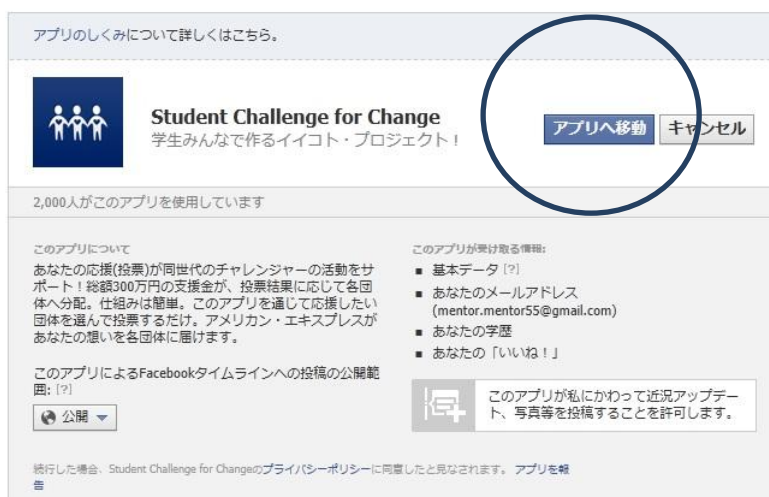 アプリのしくみについて詳しくはこちら。
Student Challenge for Change
学生みんなで作るイイコト・プロジェクト！
アプリへ移動
キャンセル
2,000人がこのアプリを使用しています
このアプリについて
あなたの応援(投票)が同世代のチャレンジャーの活動をサ
ポート！総額300万円の支援金が、投票結果に応じて各団
体へ分配。仕組みは簡単。このアプリを通じて応援したい
団体を選んで投票するだけ。アメリカン・エキスプレスが
あなたの想いを各団体に届けます。
このアプリによるFacebookタイムラインへの投稿の公開範
囲: [?]
公開
このアプリが受け取る情報:
基本データ [?]
あなたのメールアドレス
(mentor.mentor55@gmail.com)
あなたの学歴
あなたの「いいね！」
このアプリが私にかわって近況アップデー
ト、写真等を投稿することを許可します。
続行した場合、Student Challenge for Changeのプライバシーポリシーに同意したと見なされます。 アプリを報
告